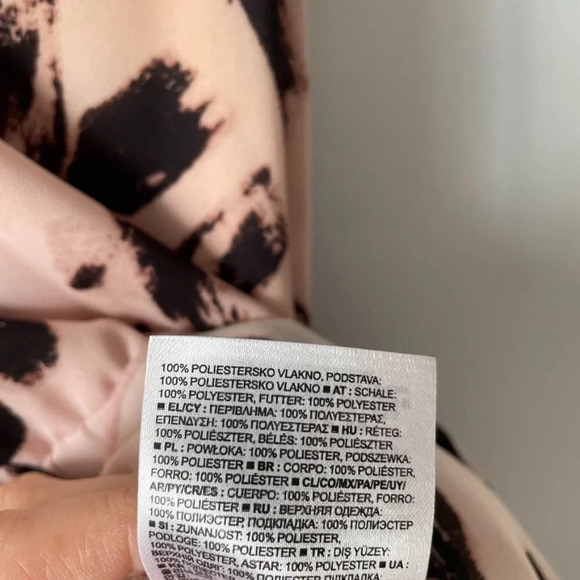 100% POLIESTERSKO VLAKNO, PODSTAVA:
100% POLIESTERSKO VLAKNO ■ AT : SCHALE:
100% POLYESTER, FUTTER: 100% POLYESTER
■ EL/CY : ΠΕΡΙΒΛΗΜΑ: 100% ΠΟΛΥΕΣΤΕΡΑΣ,
ΕΠΕΝΔΥΣΗ: 100% ΠΟΛΥΕΣΤΕΡΑΣ ■ HU : RÉTEG:
100% POLIÉSZTER, BÉLÉS: 100% POLIÉSZTER
■ PL : POWŁOKA: 100% POLIESTER, PODSZEWKA:
100% POLIESTER ■ BR : CORPO: 100% POLIÉSTER,
FORRO: 100% POLIÉSTER ■ CL/CO/MX/PA/PE/UY/
AR/PY/CR/ES : CUERPO: 100% POLIÉSTER, FORRO:
100% POLIÉSTER ■ RU : ВЕРХНЯЯ ОДЕЖДА:
100% ПОЛИЭСТЕР, ПОДКЛАДКА: 100% ПОЛИЭСТЕР
■ SI : ZUNANJOST: 100% POLIESTER,
PODLOGE: 100% POLIESTER ■ TR : DIŞ YÜZEY:
100% POLYESTER, ASTAR: 100% POLYESTER ■ UA :